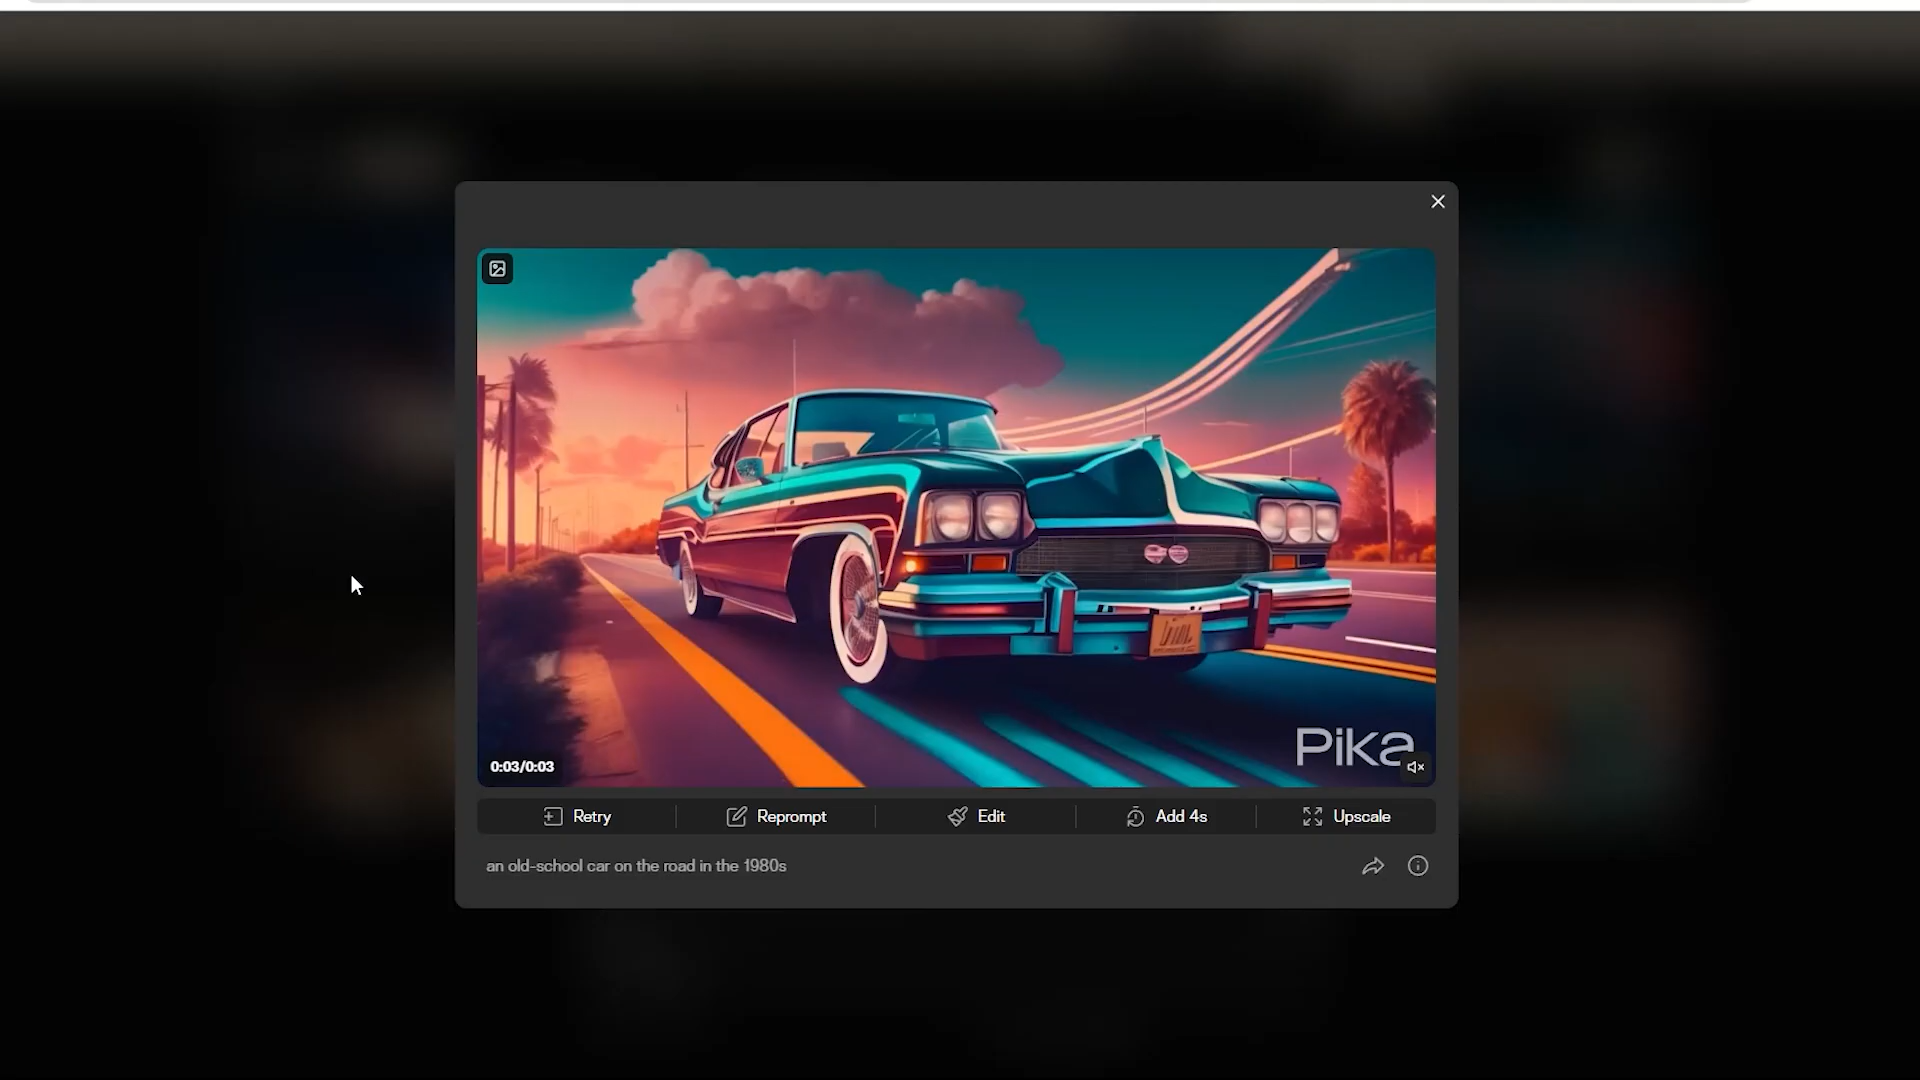 Pika
0:03/0:03
Retry
Reprompt
Edit
Add 4s
Upscale
an old-school car on the road in the 1980s